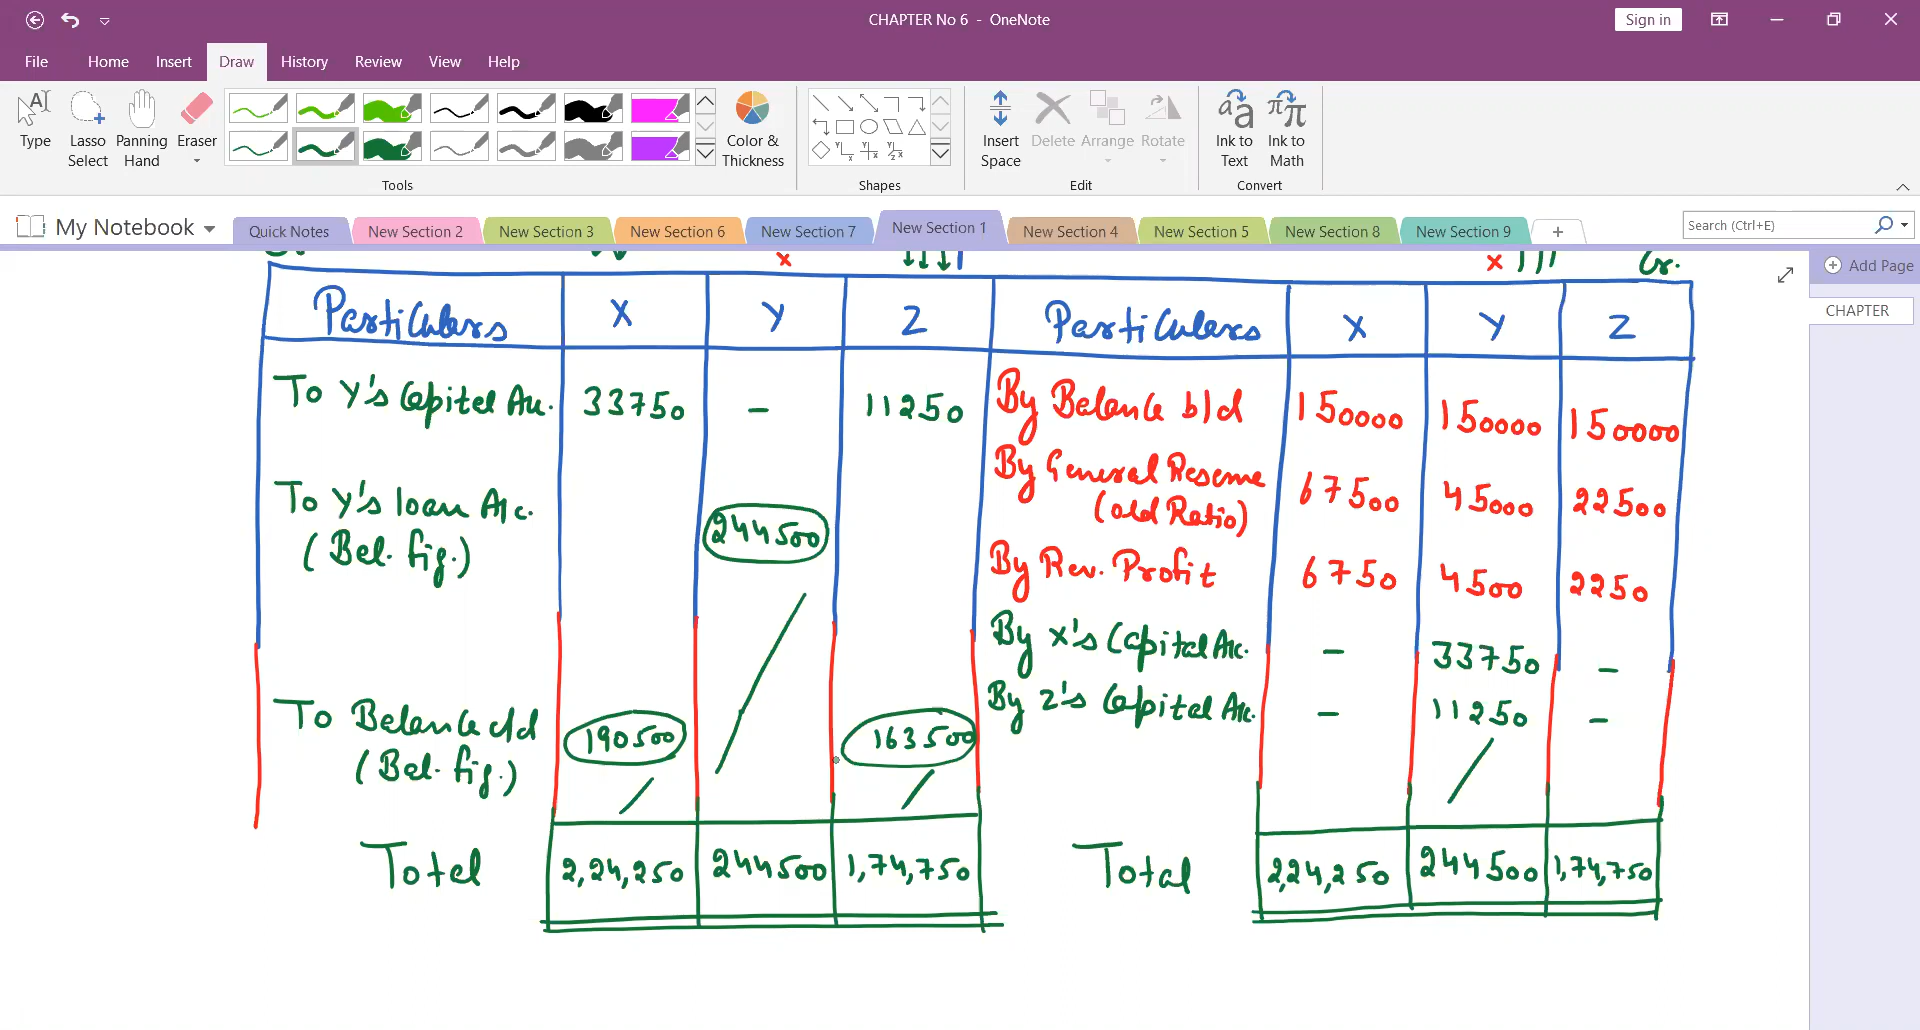 CHAPTER No 6 - OneNote
Sign in
File Home Insert Draw History Review View Help
Type
Lasso Select
Panning Hand
Eraser
Color & Thickness
Insert Space
Delete
Arrange
Rotate
Ink to Text
Ink to Math
Tools Shapes Edit Convert
My Notebook Quick Notes New Section 2 New Section 3 New Section 6 New Section 7 New Section 1 New Section 4 New Section 5 New Section 8 New Section 9 +
Search (Ctrl+E)
Add Page
CHAPTER
x x Cr.
Particulars X Y Z Particulars X Y Z
To Y's Capital A/c. 33750 - 11250 By Balance b/d 150000 150000 150000
By General Reserve 67500 45000 22500
(old Ratio)
To Y's loan A/c. 244500
(Bal. fig.)
By Rev. Profit 6750 4500 2250
By X's Capital A/c. - 33750 -
To Balance c/d 190500 163500 By Z's Capital A/c. - 11250 -
(Bal. fig.)
Total 2,24,250 244500 1,74,750 Total 2,24,250 244500 1,74,750